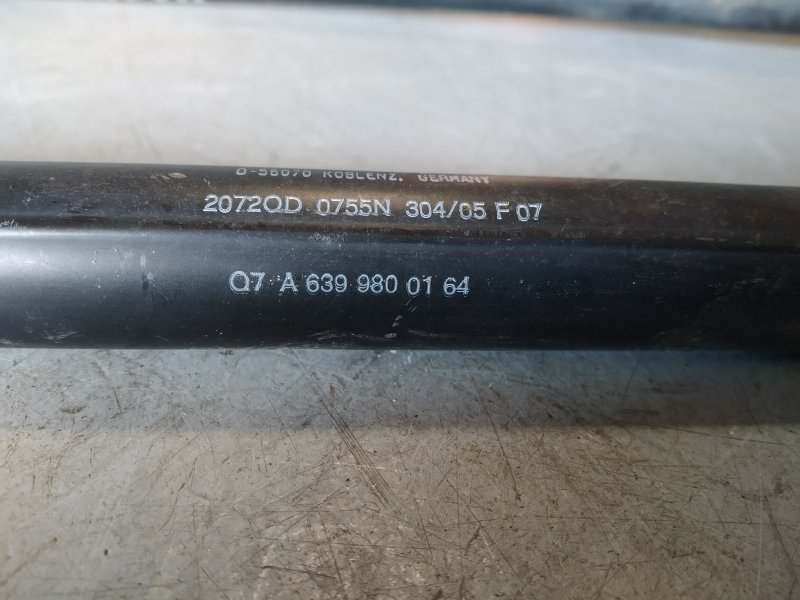 D-56070 KOBLENZ, GERMANY
2072QD 0755N 304/05 F 07
Q7 A 639 980 01 64